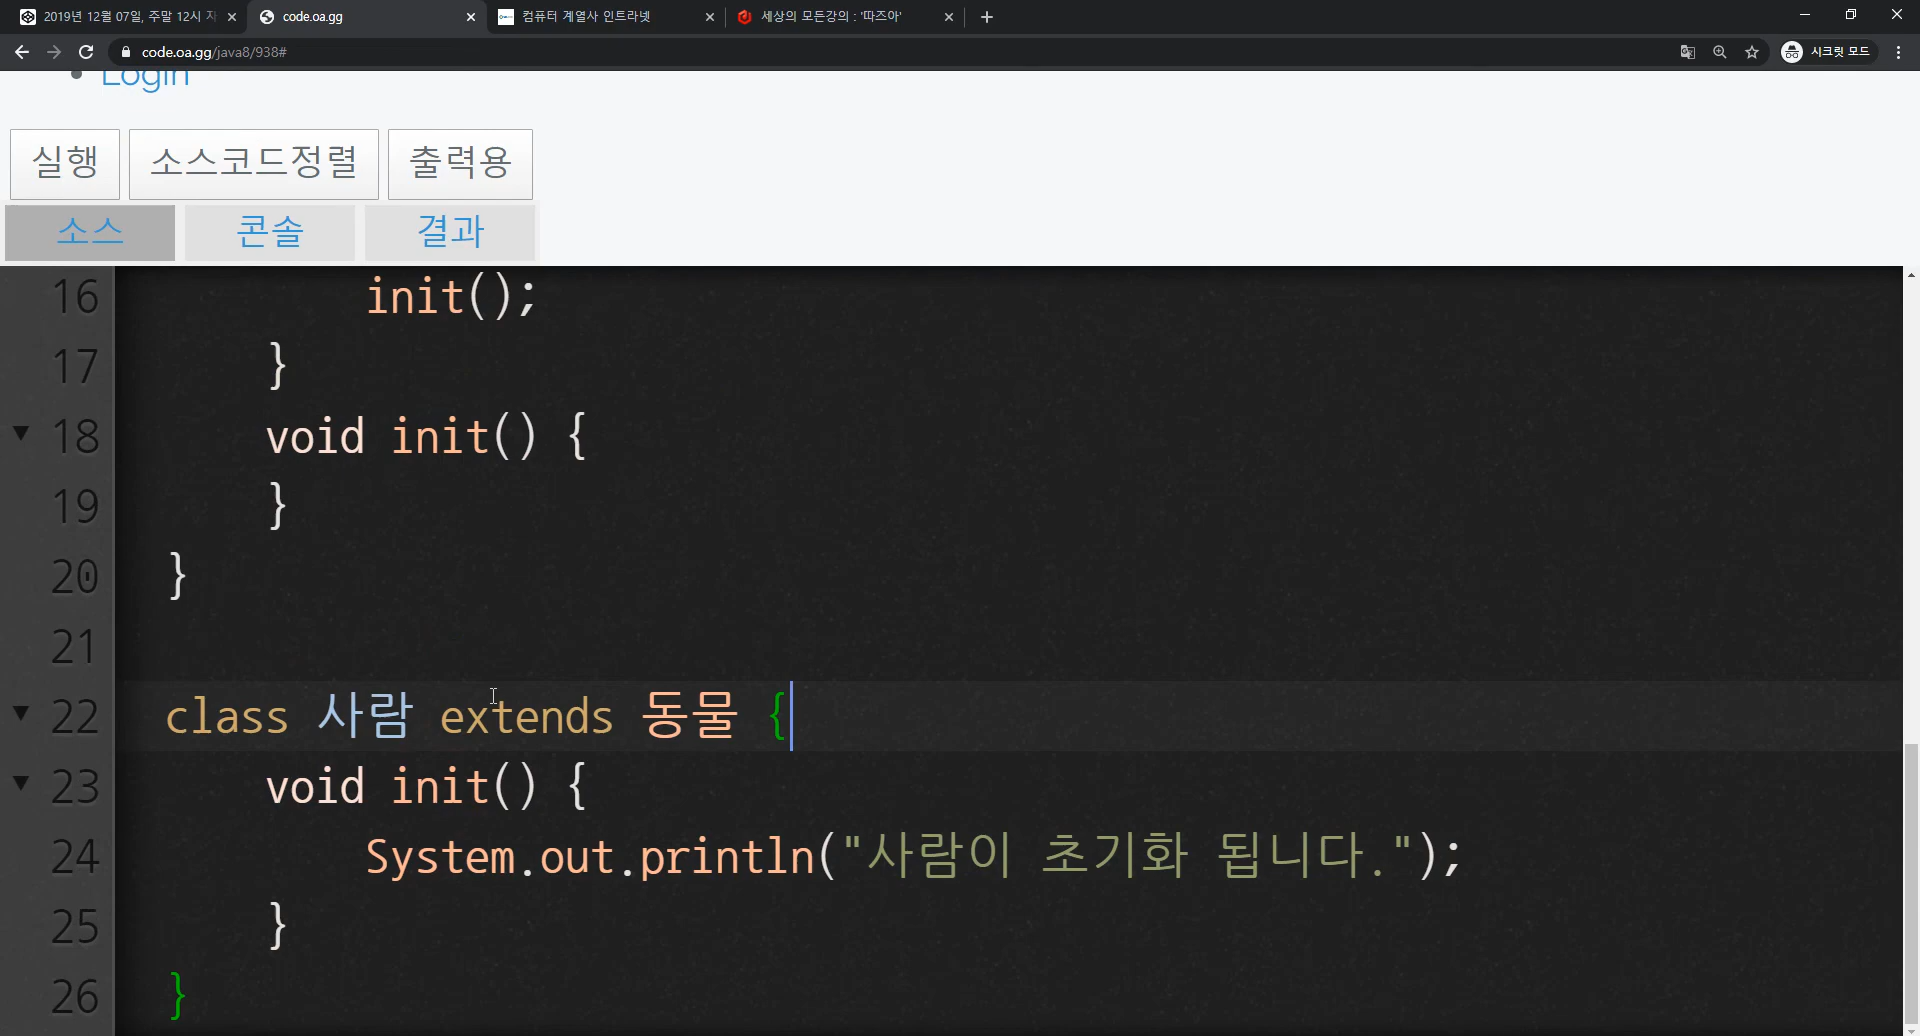 2019년 12월 07일, 주말 12시 자
code.oa.gg
컴퓨터 계열사 인트라넷
세상의 모든강의 : '따즈아'
code.oa.gg/java8/938#
시크릿 모드
Login
실행
소스코드정렬
출력용
소스
콘솔
결과
16 init();
17 }
18 void init() {
19 }
20 }
21
22 class 사람 extends 동물 {
23 void init() {
24 System.out.println("사람이 초기화 됩니다.");
25 }
26 }